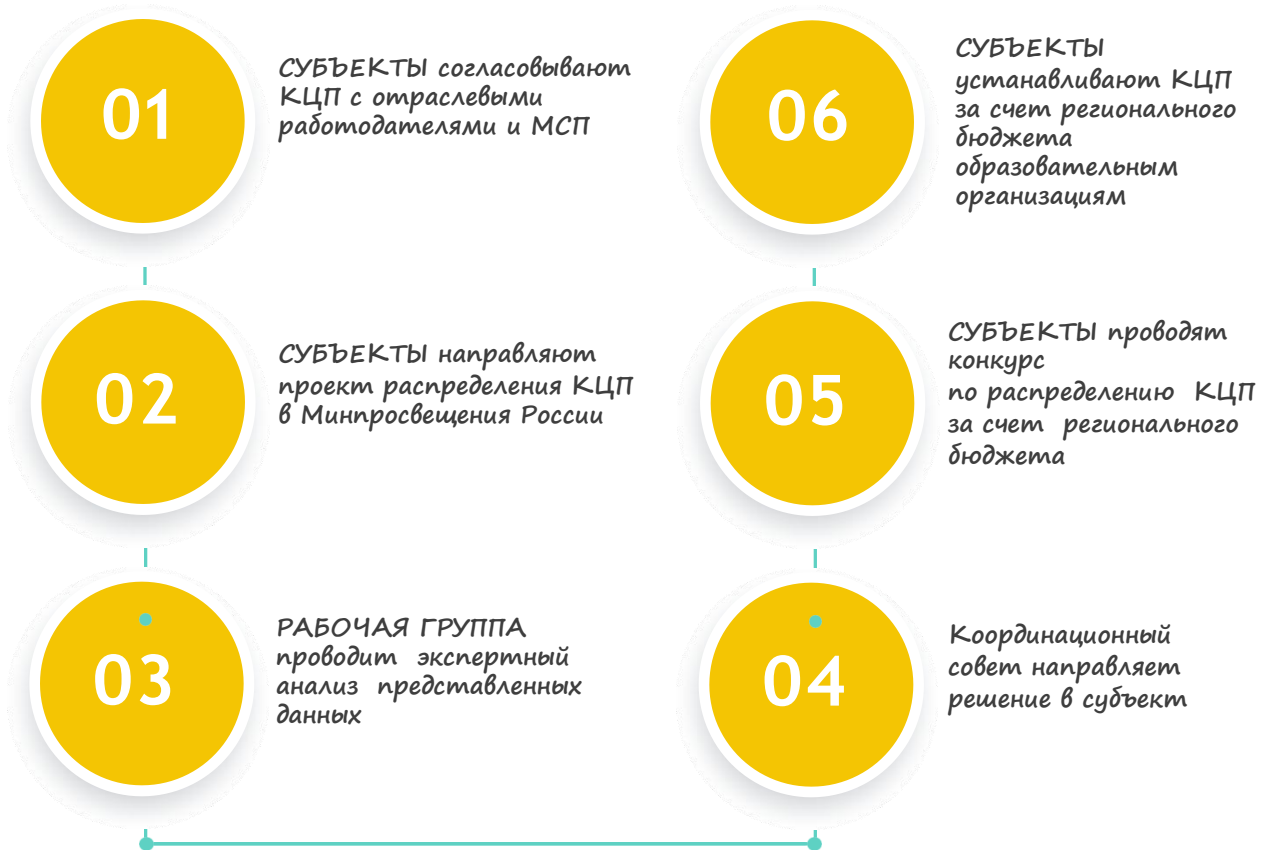 01
СУБЪЕКТЫ согласовывают
КЦП с отраслевыми
работодателями и МСП
02
СУБЪЕКТЫ направляют
проект распределения КЦП
в Минпросвещения России
03
РАБОЧАЯ ГРУППА
проводит экспертный
анализ представленных
данных
04
Координационный
совет направляет
решение в субъект
05
СУБЪЕКТЫ проводят
конкурс
по распределению КЦП
за счет регионального
бюджета
06
СУБЪЕКТЫ
устанавливают КЦП
за счет регионального
бюджета
образовательным
организациям